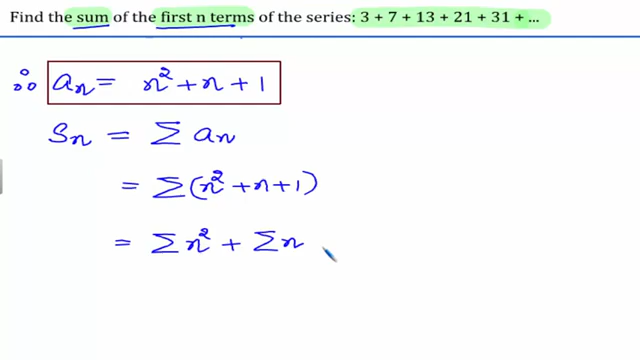 Find the sum of the first n terms of the series: 3 + 7 + 13 + 21 + 31 + ...
∴ aₙ = n² + n + 1
Sₙ = Σ aₙ
= Σ(n² + n + 1)
= Σ n² + Σ n